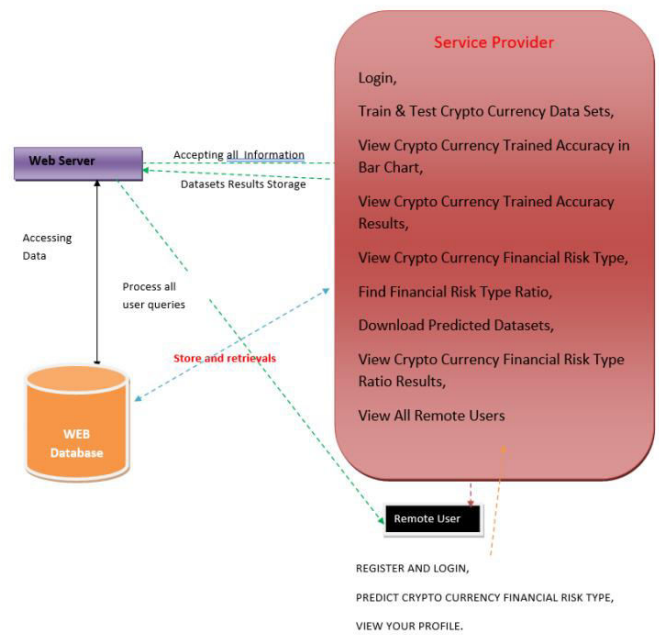 Service Provider
Login,
Train & Test Crypto Currency Data Sets,
View Crypto Currency Trained Accuracy in
Bar Chart,
View Crypto Currency Trained Accuracy
Results,
View Crypto Currency Financial Risk Type,
Find Financial Risk Type Ratio,
Download Predicted Datasets,
View Crypto Currency Financial Risk Type
Ratio Results,
View All Remote Users
Web Server
Accepting all Information
Datasets Results Storage
Accessing
Data
Process all
user queries
Store and retrievals
WEB
Database
Remote User
REGISTER AND LOGIN,
PREDICT CRYPTO CURRENCY FINANCIAL RISK TYPE,
VIEW YOUR PROFILE.